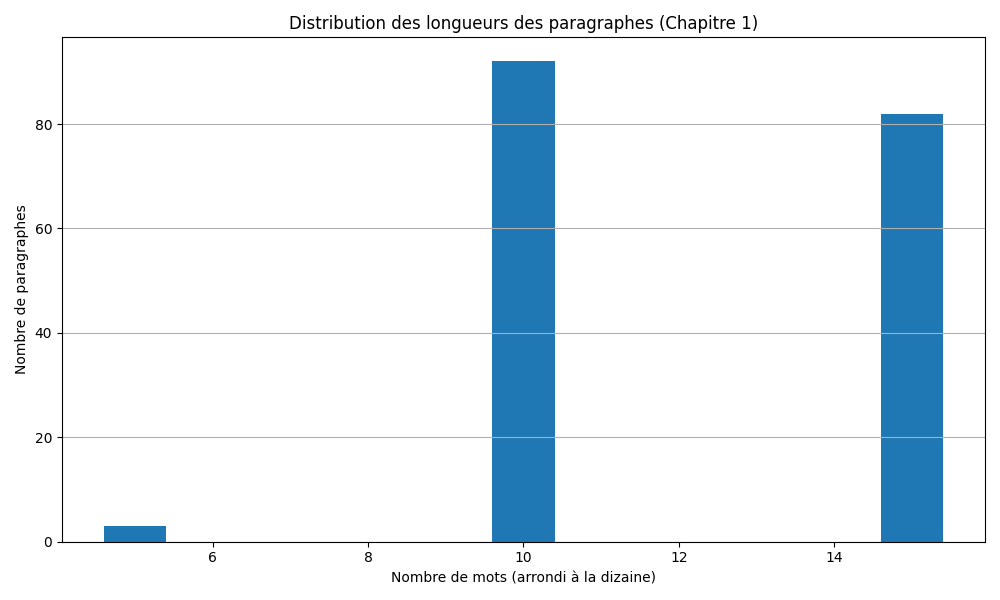 Distribution des longueurs des paragraphes (Chapitre 1)
Nombre de paragraphes
80
60
40
20
0
6 8 10 12 14
Nombre de mots (arrondi à la dizaine)